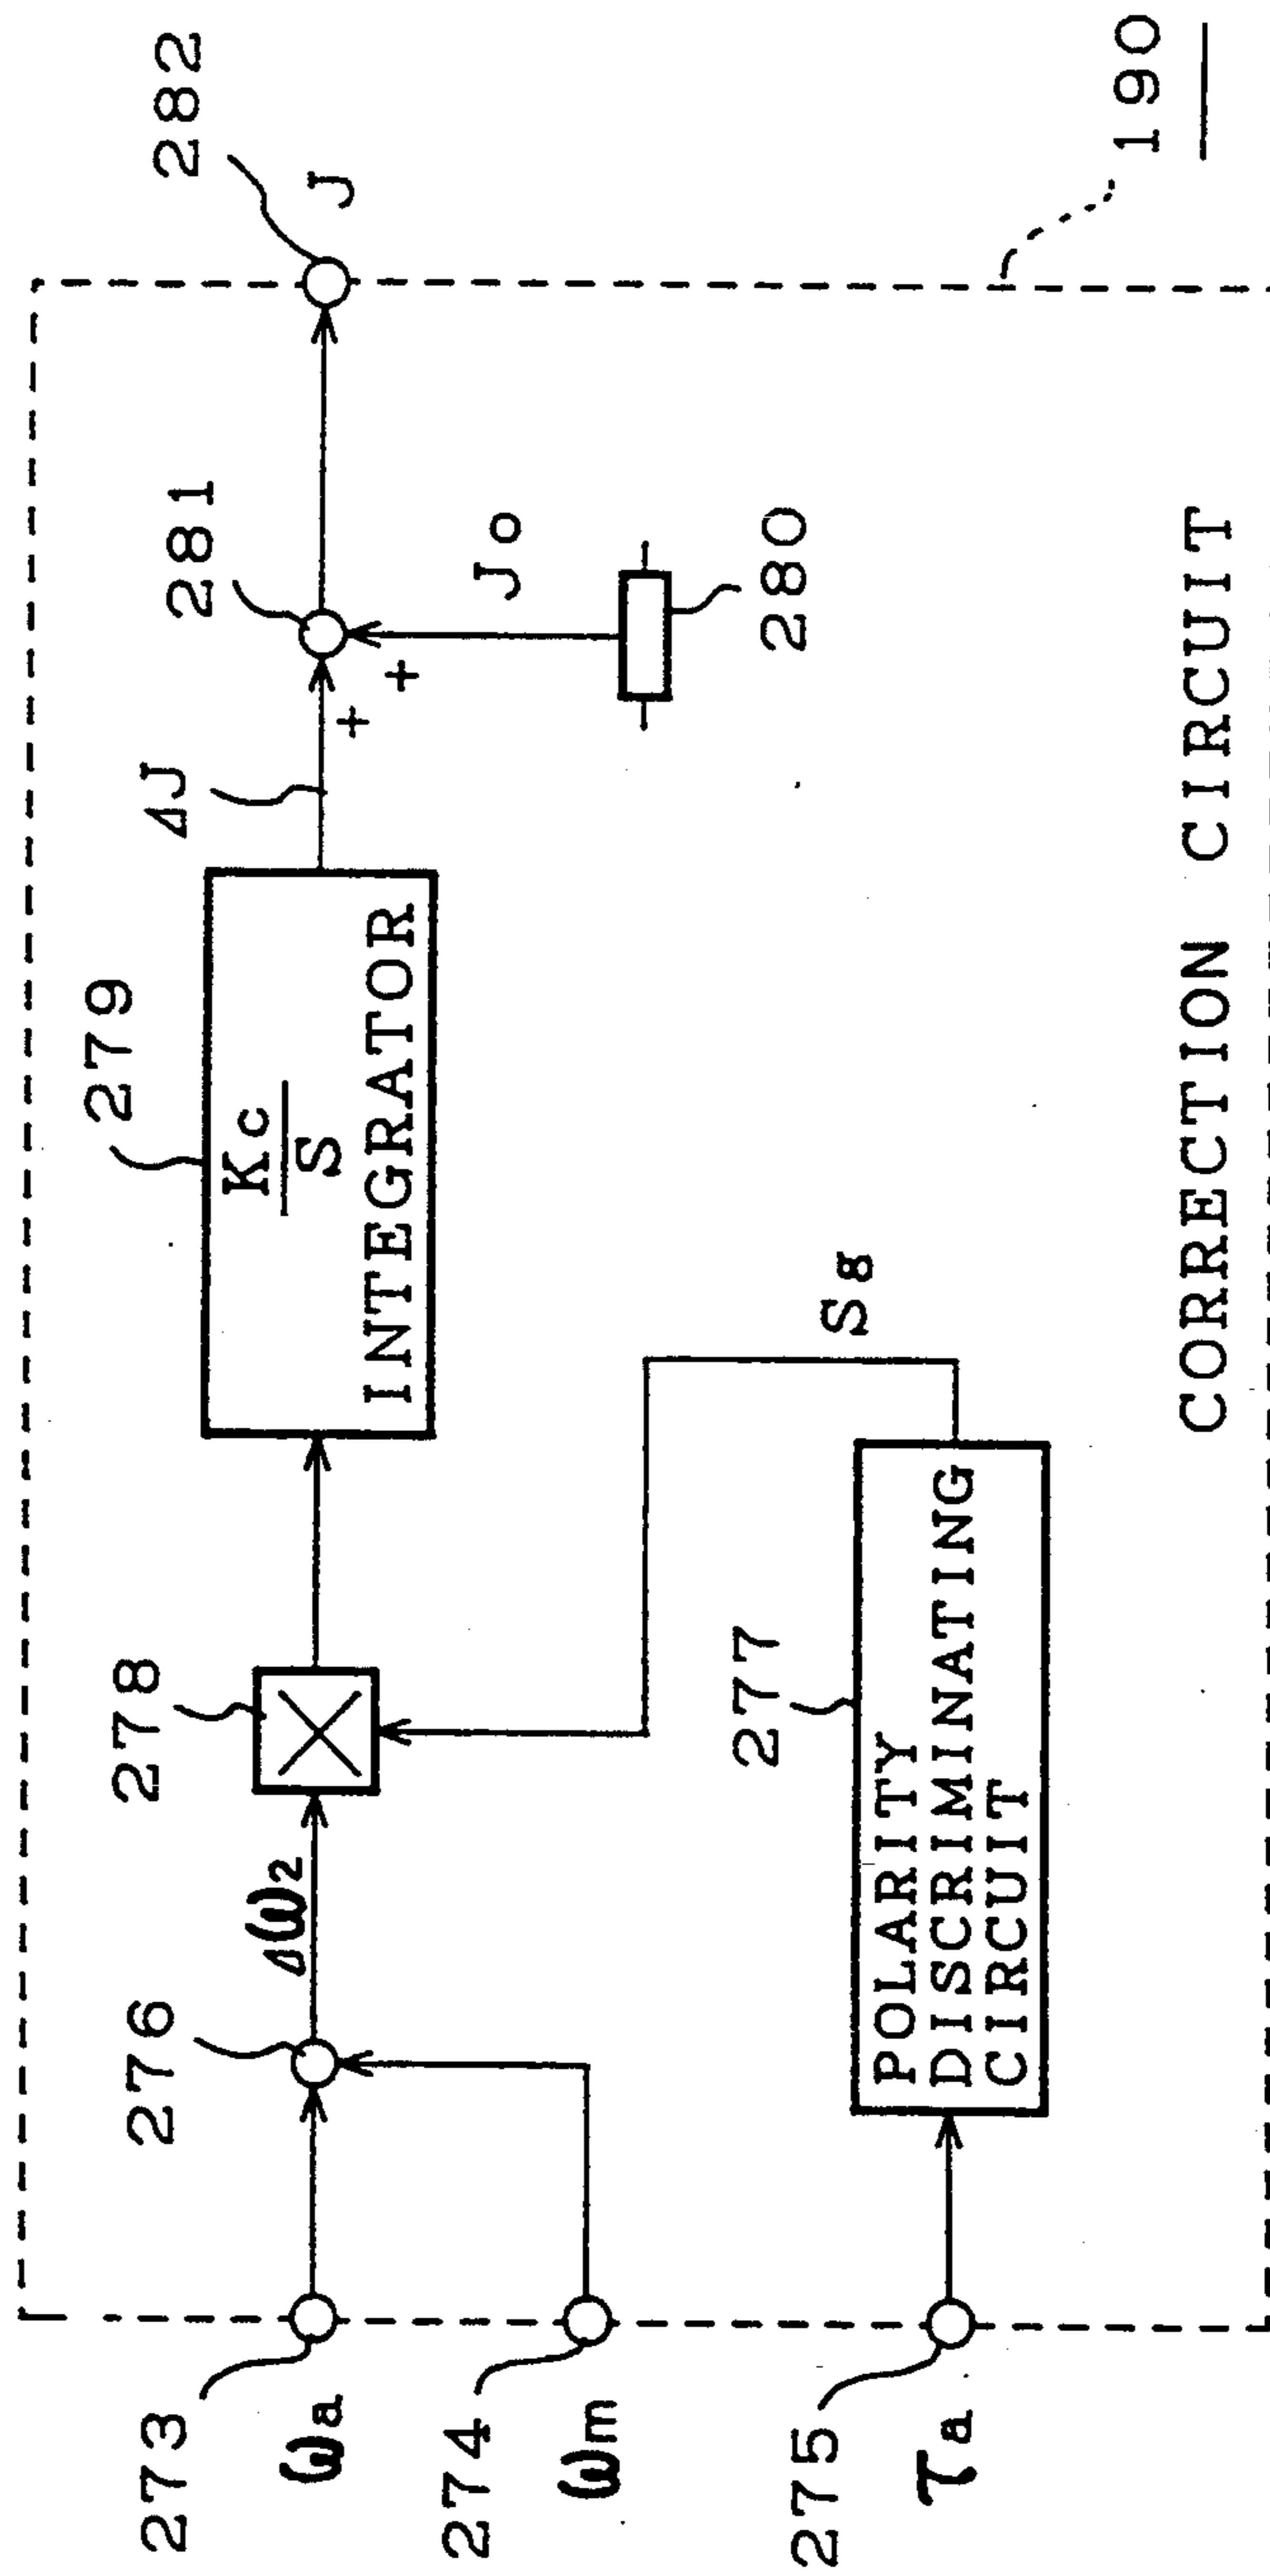 273
ωa
274
ωm
275
τa
276
Δω2
278
POLARITY
DISCRIMINATING
CIRCUIT
277
Sg
279
Kc
S
INTEGRATOR
ΔJ
+
+
281
Jo
280
282
J
CORRECTION CIRCUIT
190